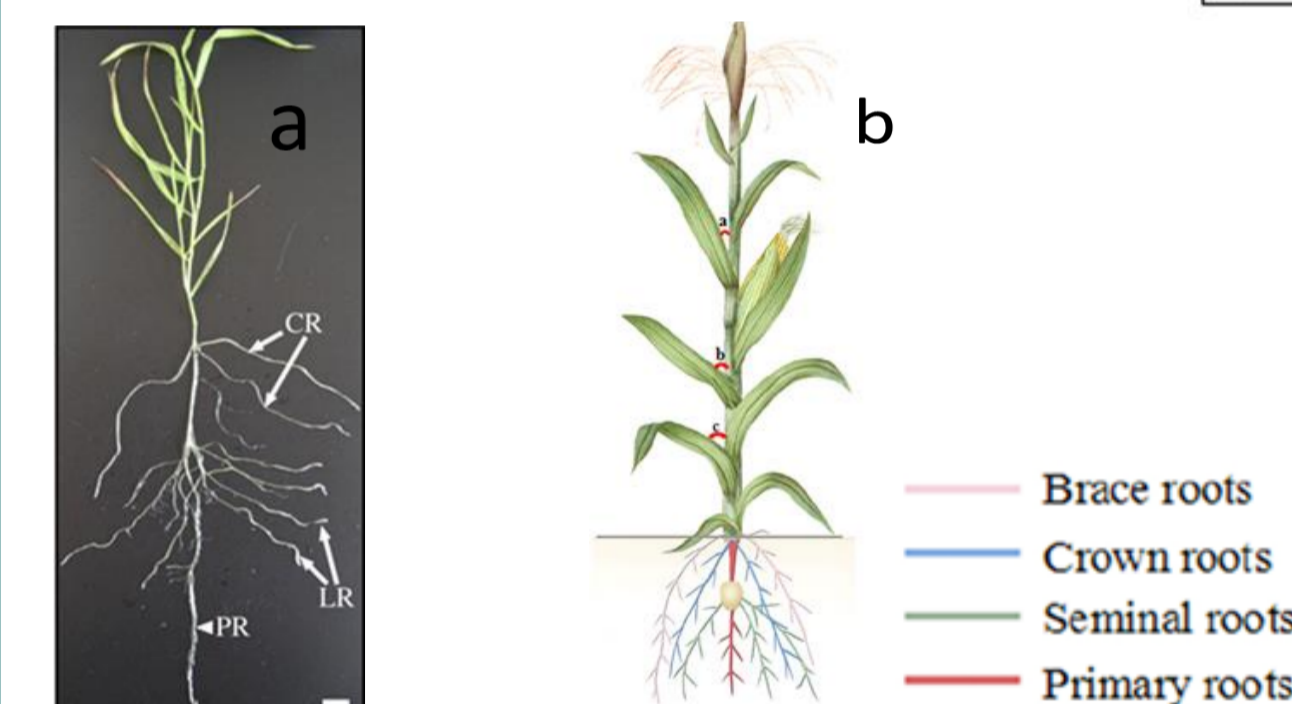 a
CR
LR
PR
b
a
b
c
Brace roots
Crown roots
Seminal roots
Primary roots